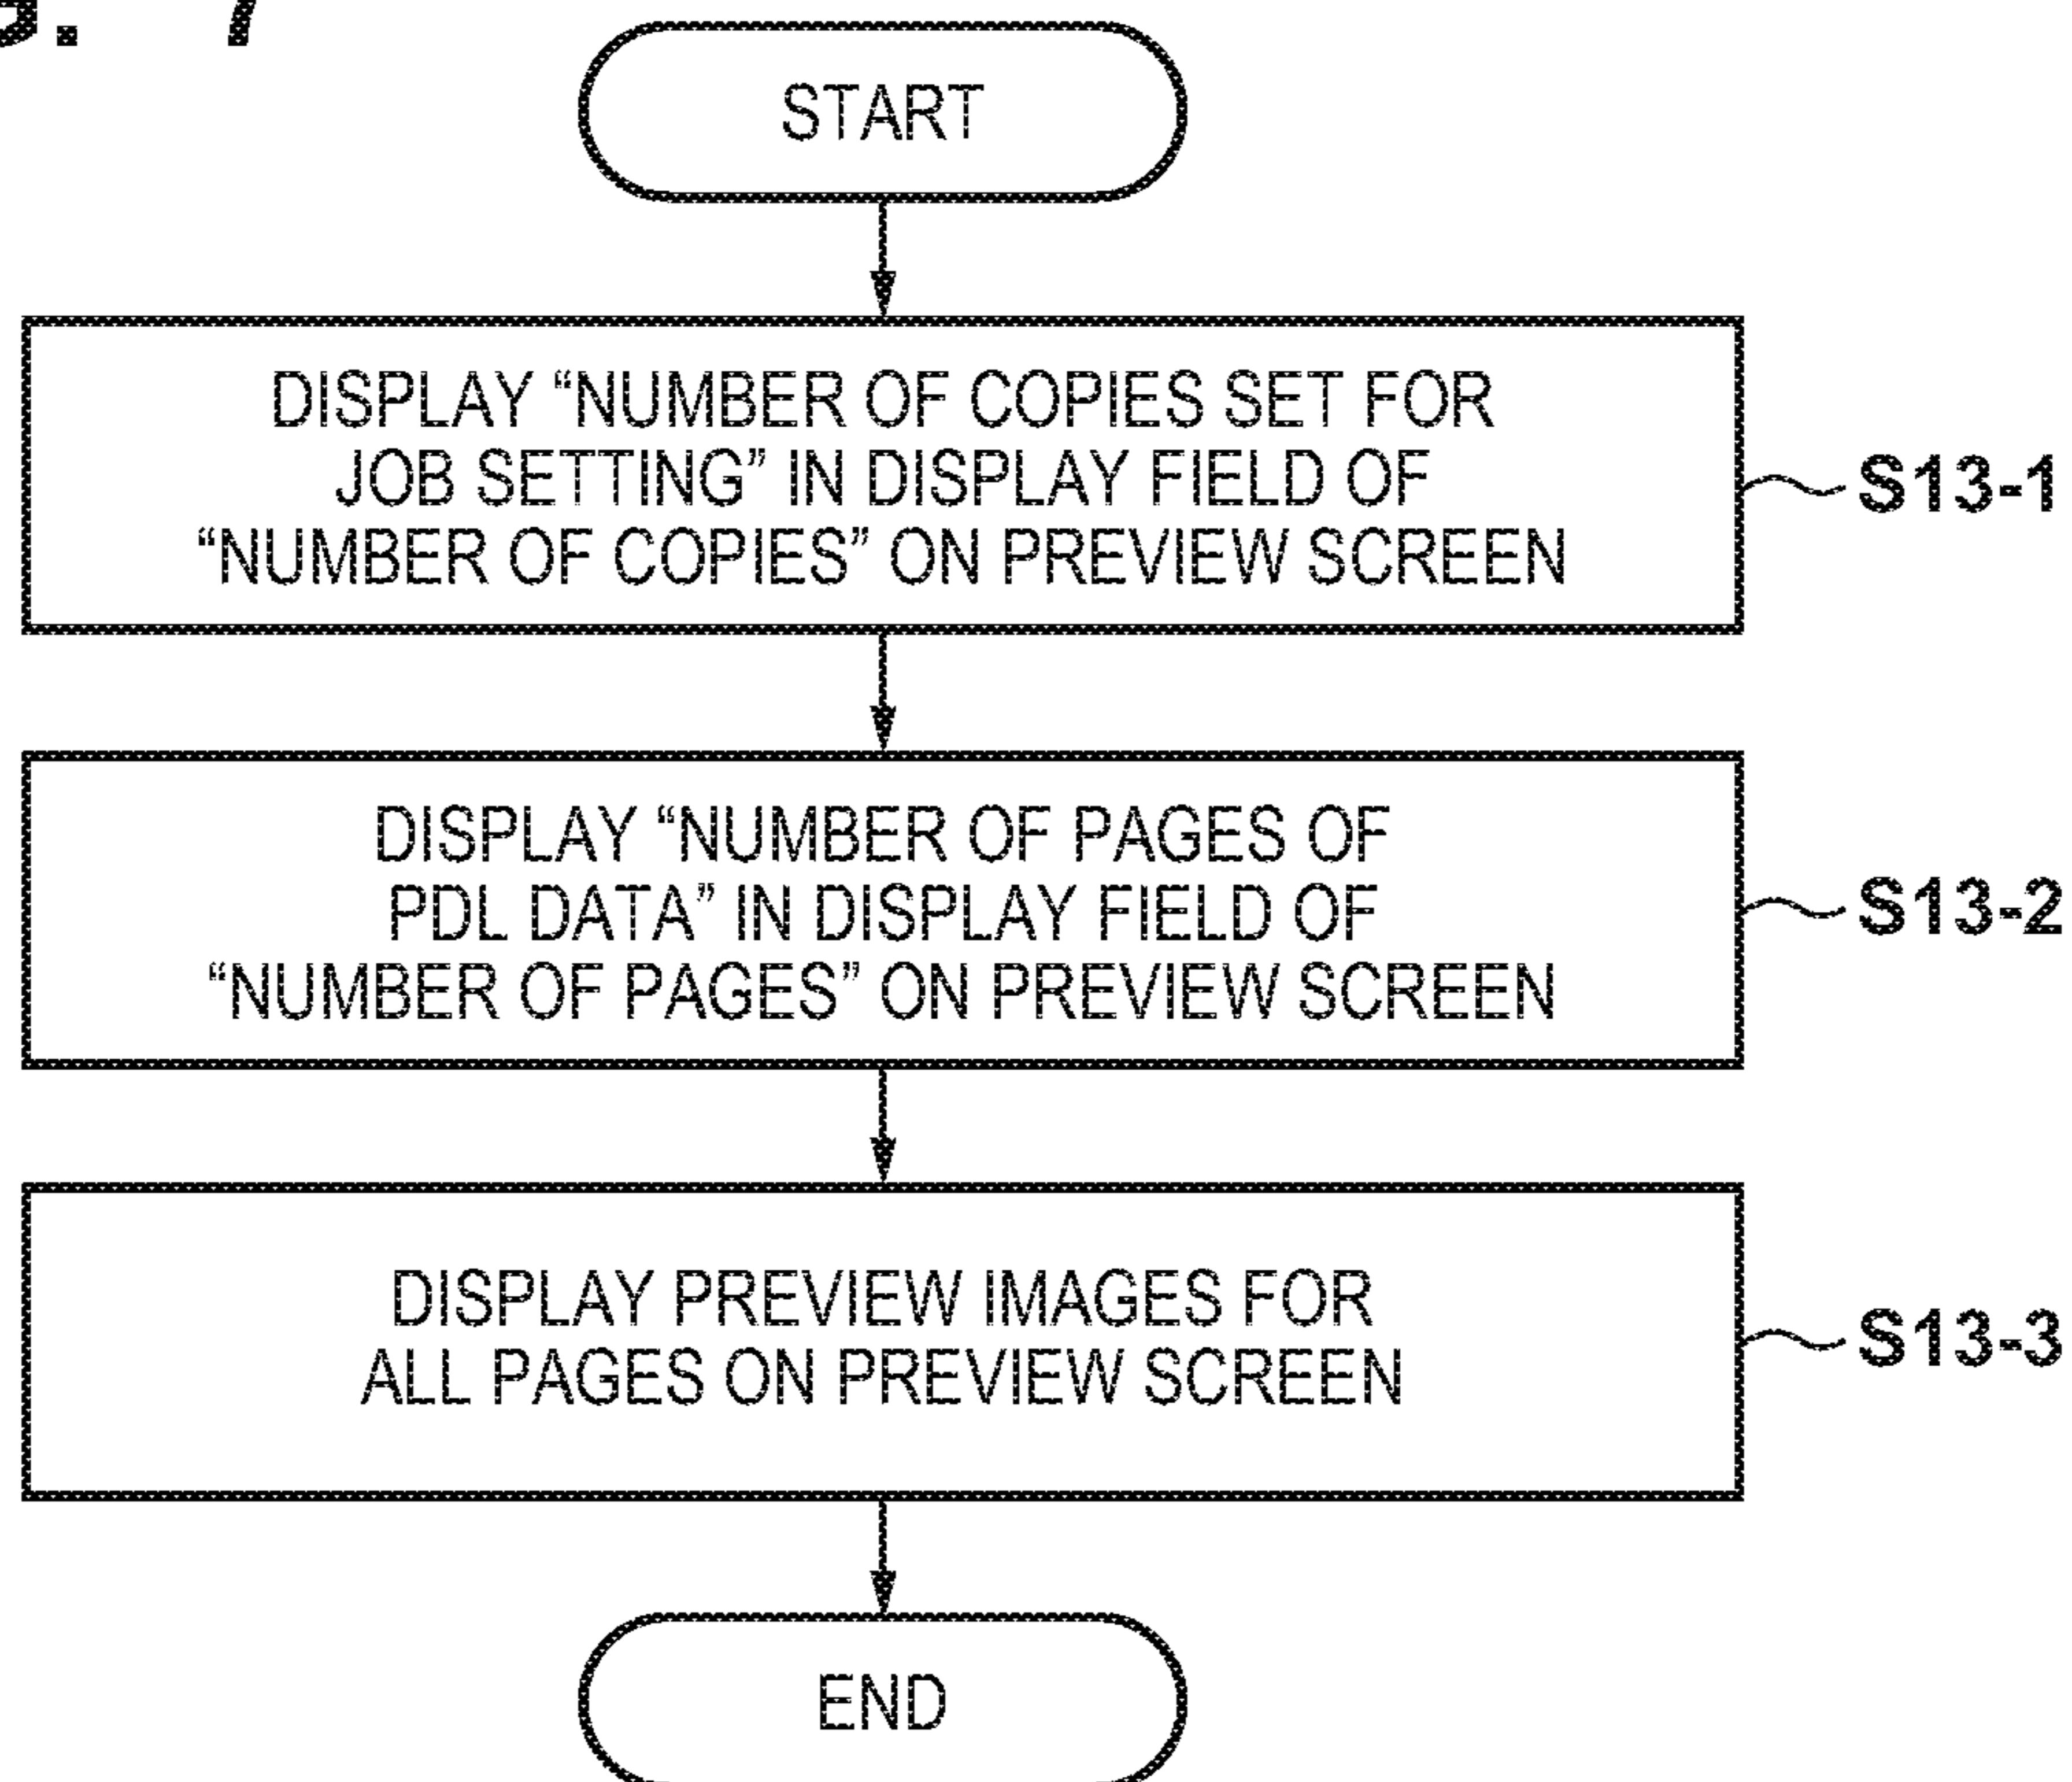 G. 7
START
DISPLAY “NUMBER OF COPIES SET FOR
JOB SETTING” IN DISPLAY FIELD OF
“NUMBER OF COPIES” ON PREVIEW SCREEN
S13-1
DISPLAY “NUMBER OF PAGES OF
PDL DATA” IN DISPLAY FIELD OF
“NUMBER OF PAGES” ON PREVIEW SCREEN
S13-2
DISPLAY PREVIEW IMAGES FOR
ALL PAGES ON PREVIEW SCREEN
S13-3
END